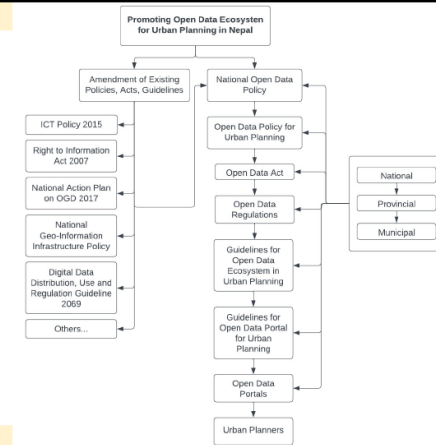 Promoting Open Data Ecosysten
for Urban Planning in Nepal
Amendment of Existing
Policies, Acts, Guidelines
National Open Data
Policy
ICT Policy 2015
Right to Information
Act 2007
National Action Plan
on OGD 2017
National
Geo-Information
Infrastructure Policy
Digital Data
Distribution, Use and
Regulation Guideline
2069
Others...
Open Data Policy for
Urban Planning
Open Data Act
Open Data
Regulations
Guidelines for
Open Data
Ecosystem in
Urban Planning
Guidelines for
Open Data Portal
for Urban
Planning
Open Data
Portals
Urban Planners
National
Provincial
Municipal